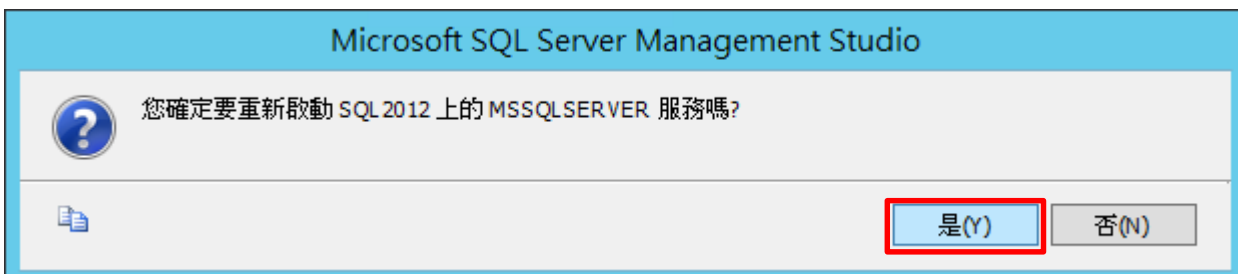 Microsoft SQL Server Management Studio
您確定要重新啟動 SQL2012 上的 MSSQLSERVER 服務嗎?
是(Y)
否(N)